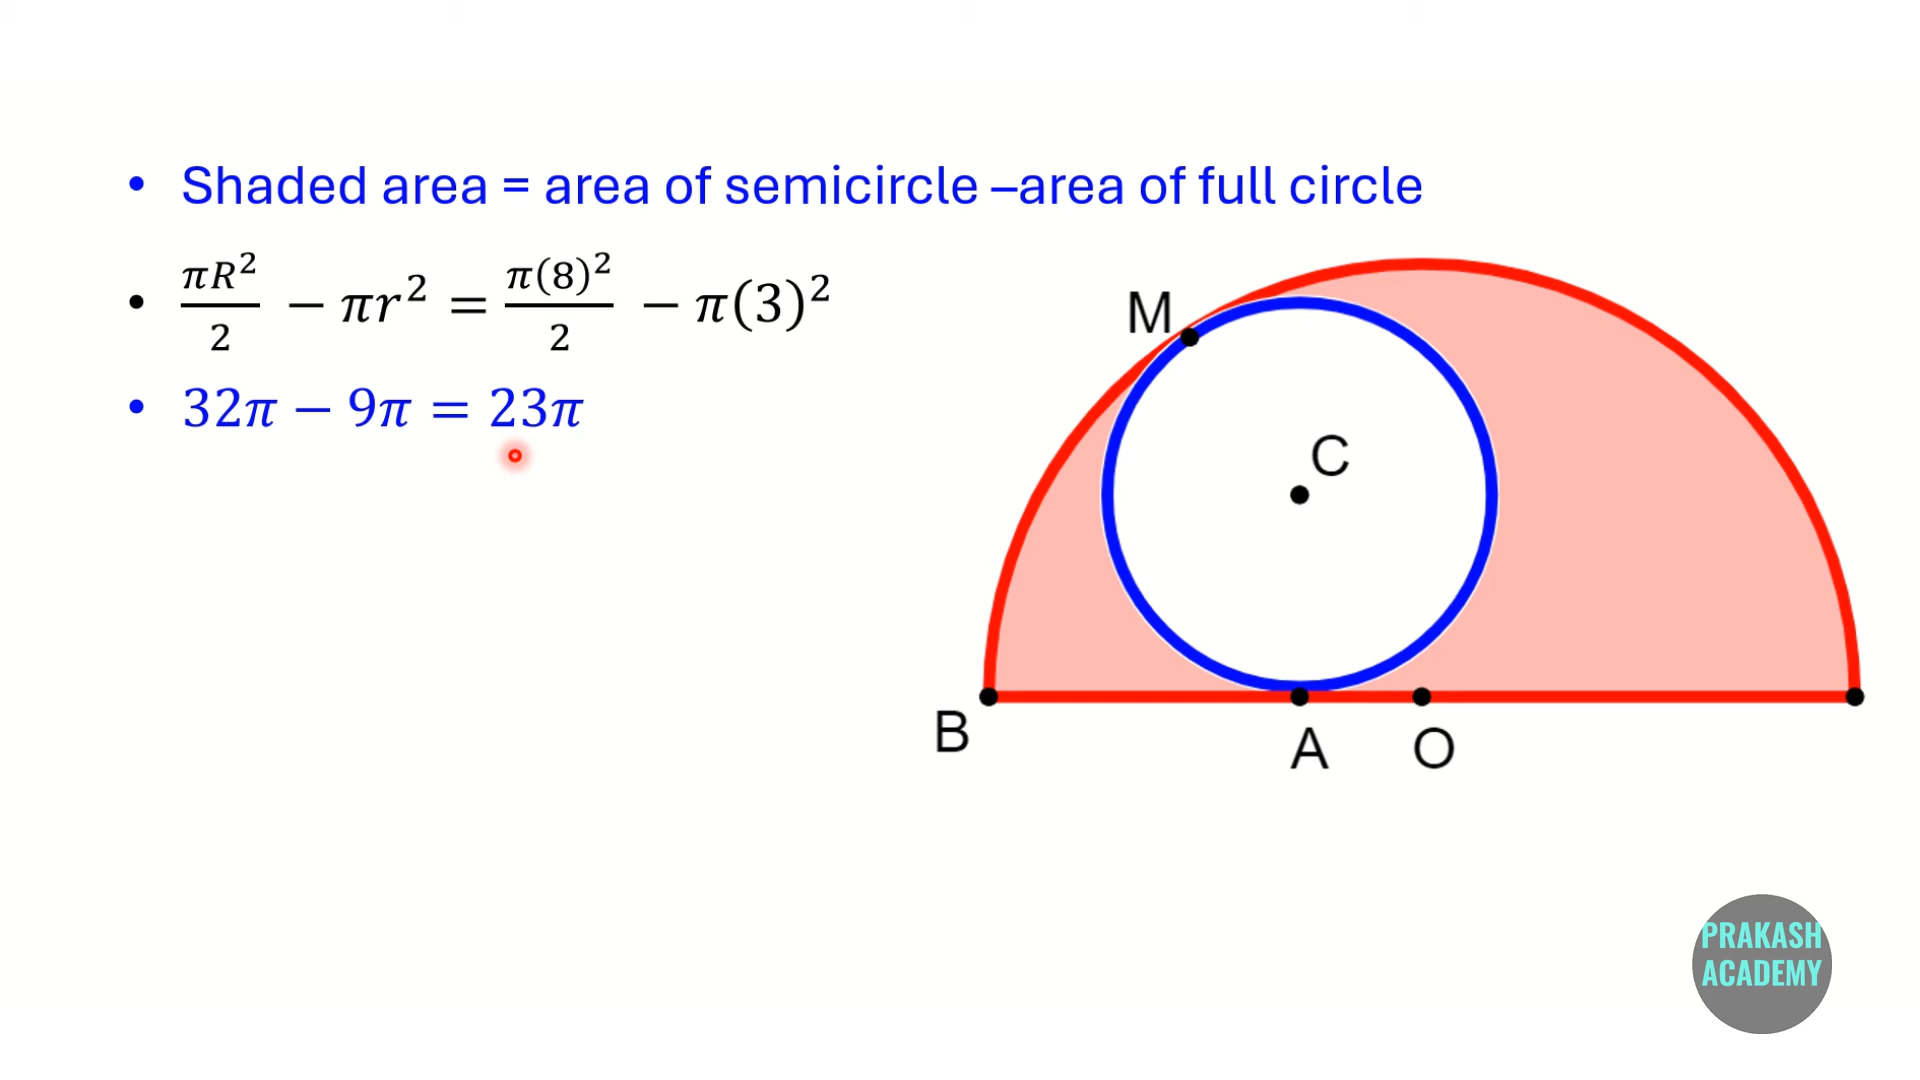 • Shaded area = area of semicircle –area of full circle
• πR²/2 − πr² = π(8)²/2 − π(3)²
• 32π − 9π = 23π
M
C
B
A
O
PRAKASH
ACADEMY